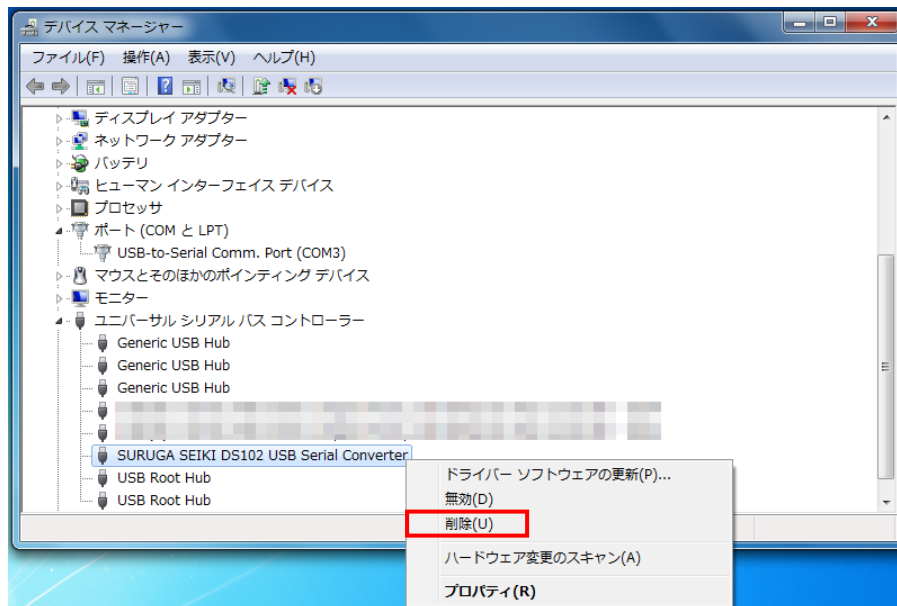 デバイス マネージャー
ファイル(F) 操作(A) 表示(V) ヘルプ(H)
ディスプレイ アダプター
ネットワーク アダプター
バッテリ
ヒューマン インターフェイス デバイス
プロセッサ
ポート (COM と LPT)
USB-to-Serial Comm. Port (COM3)
マウスとそのほかのポインティング デバイス
モニター
ユニバーサル シリアル バス コントローラー
Generic USB Hub
Generic USB Hub
Generic USB Hub
SURUGA SEIKI DS102 USB Serial Converter
USB Root Hub
USB Root Hub
ドライバー ソフトウェアの更新(P)...
無効(D)
削除(U)
ハードウェア変更のスキャン(A)
プロパティ(R)